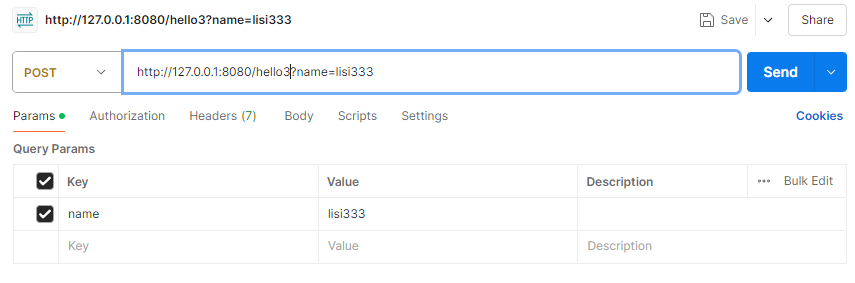 HTTP http://127.0.0.1:8080/hello3?name=lisi333 Save Share
POST http://127.0.0.1:8080/hello3?name=lisi333 Send
Params Authorization Headers (7) Body Scripts Settings Cookies
Query Params
Key Value Description ••• Bulk Edit
name lisi333
Key Value Description